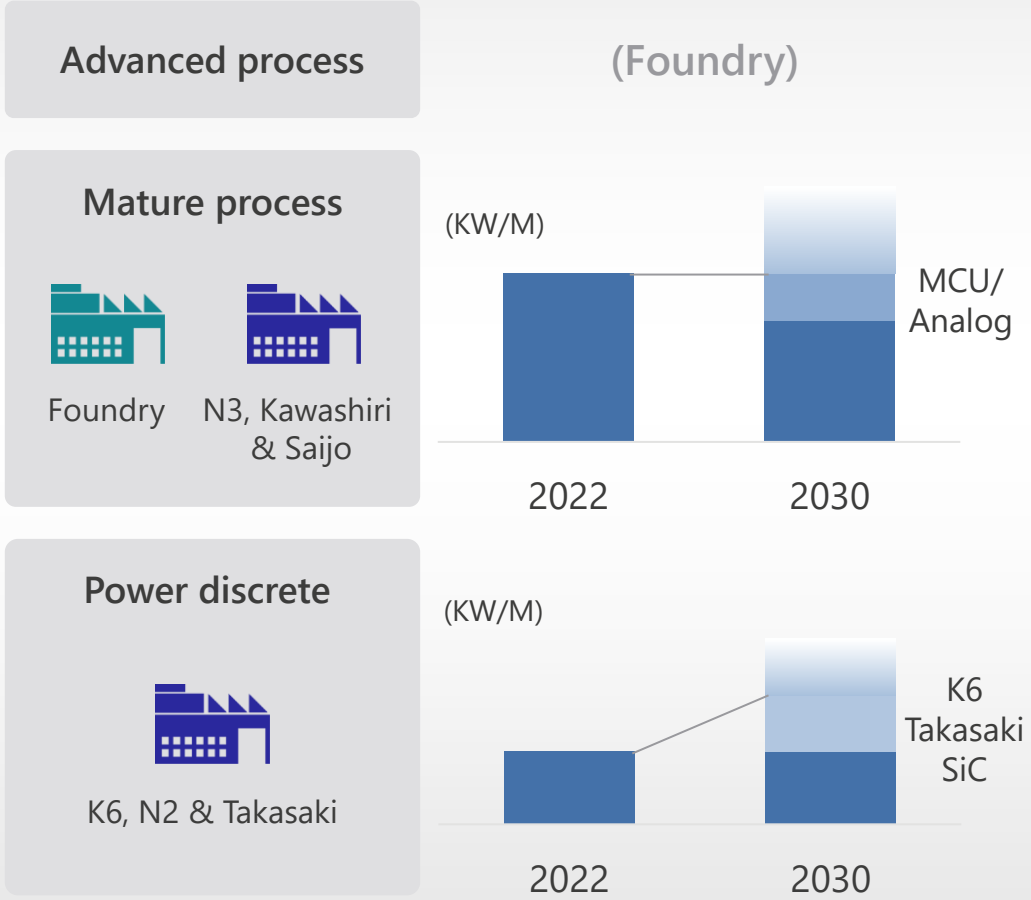 Advanced process
(Foundry)
Mature process
Foundry
N3, Kawashiri
& Saijo
(KW/M)
MCU/
Analog
2022
2030
Power discrete
K6, N2 & Takasaki
(KW/M)
K6
Takasaki
SiC
2022
2030